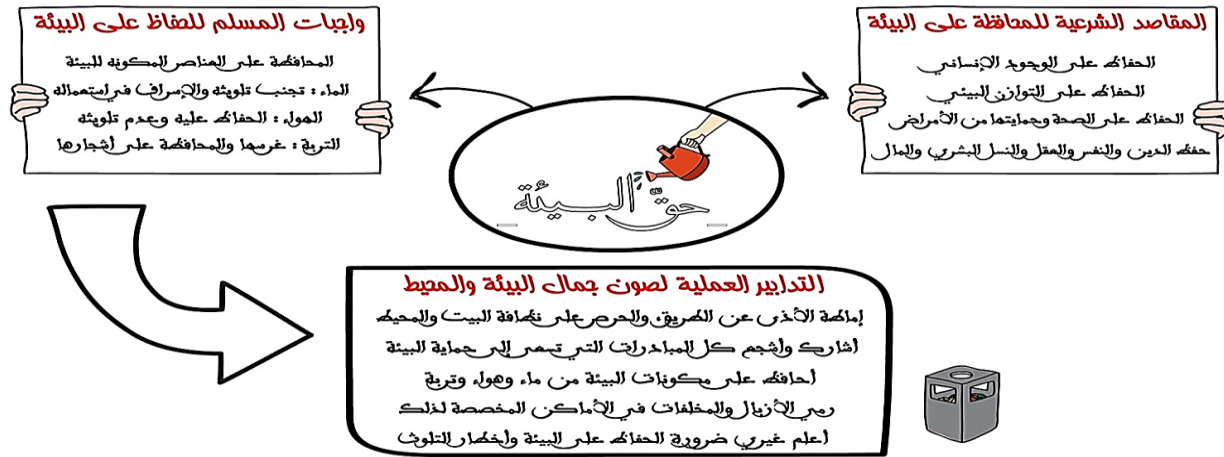 المقاصد الشرعية للمحافظة على البيئة
الحفاظ على الوجود الإنساني
الحفاظ على التوازن البيئي
الحفاظ على الصحة وحمايتها من الأمراض
حفظ الدين والنفس والعقل والنسل البشري والمال
واجبات المسلم للحفاظ على البيئة
المحافظة على العناصر المكونة للبيئة
الماء : تجنب تلويثه والإسراف في استعماله
الهواء : الحفاظ عليه وعدم تلويثه
التربة : غرسها والمحافظة على أشجارها
حقّ البيئة
التدابير العملية لصون جمال البيئة والمحيط
إماطة الأذى عن الطريق، والحرص على نظافة البيت والمحيط
أشارك وأشجع كل المبادرات التي تسعى إلى حماية البيئة
أحافظ على مكونات البيئة من ماء وهواء وتربة
رمي الأزبال والمخلفات في الأماكن المخصصة لذلك
أعلم غيري ضرورة الحفاظ على البيئة وأخطار التلوث